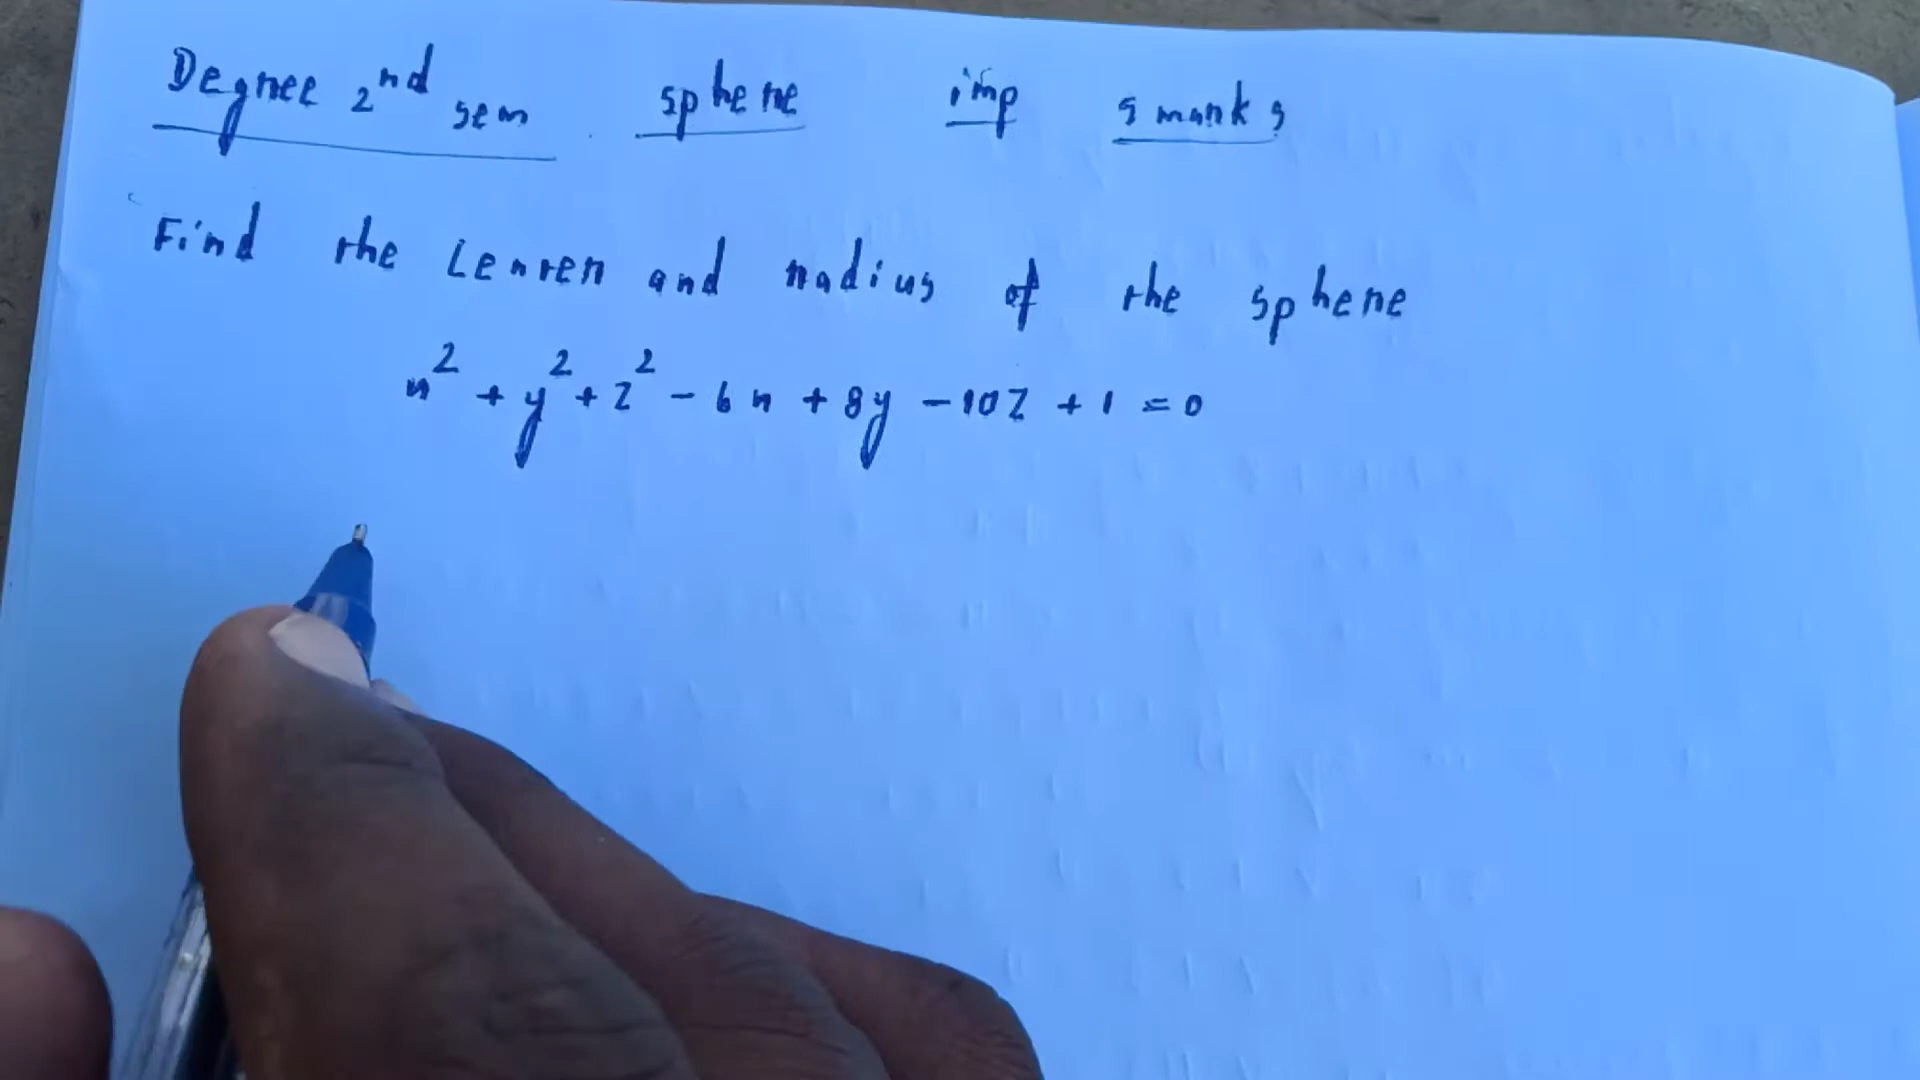 Degree 2nd sem sphere imp 5 marks
Find the center and radius of the sphere
x² + y² + z² - 6x + 8y - 10z + 1 = 0